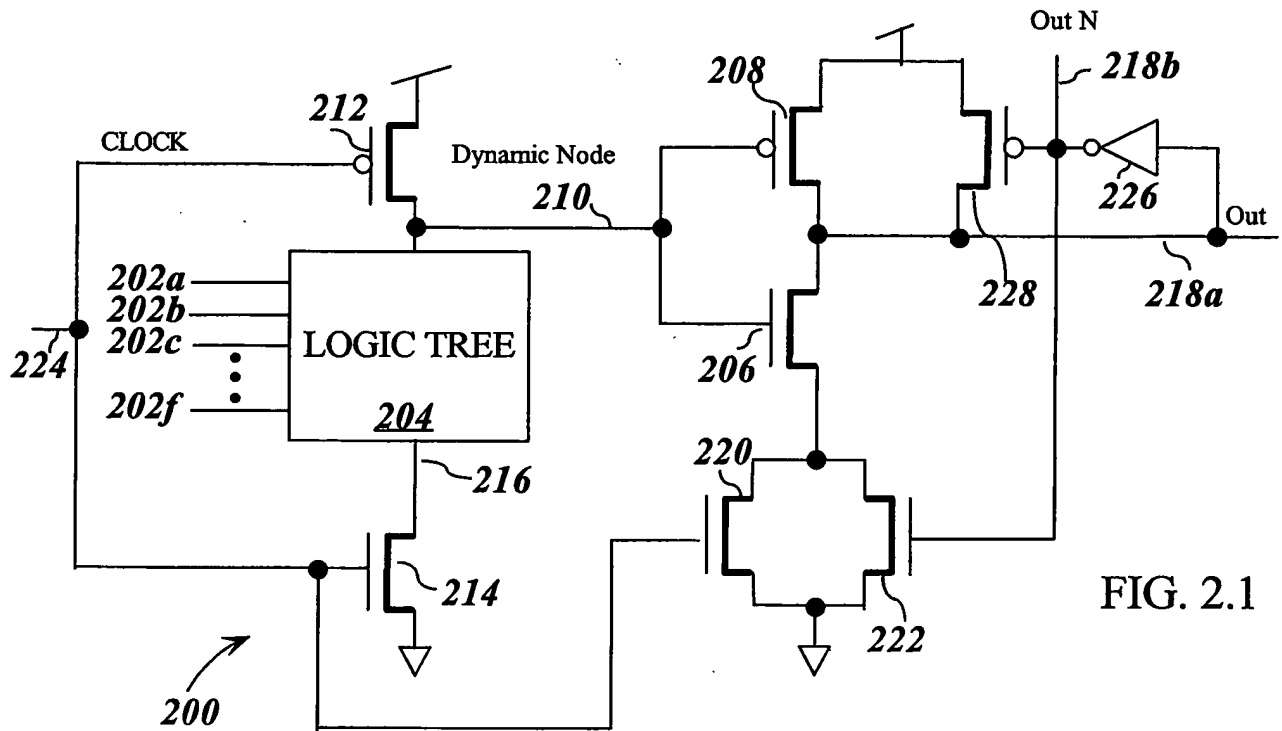 Out N
218b
208
212
CLOCK
Dynamic Node
210
226
Out
228
218a
202a
202b
202c
202f
224
LOGIC TREE
204
206
216
220
214
222
FIG. 2.1
200